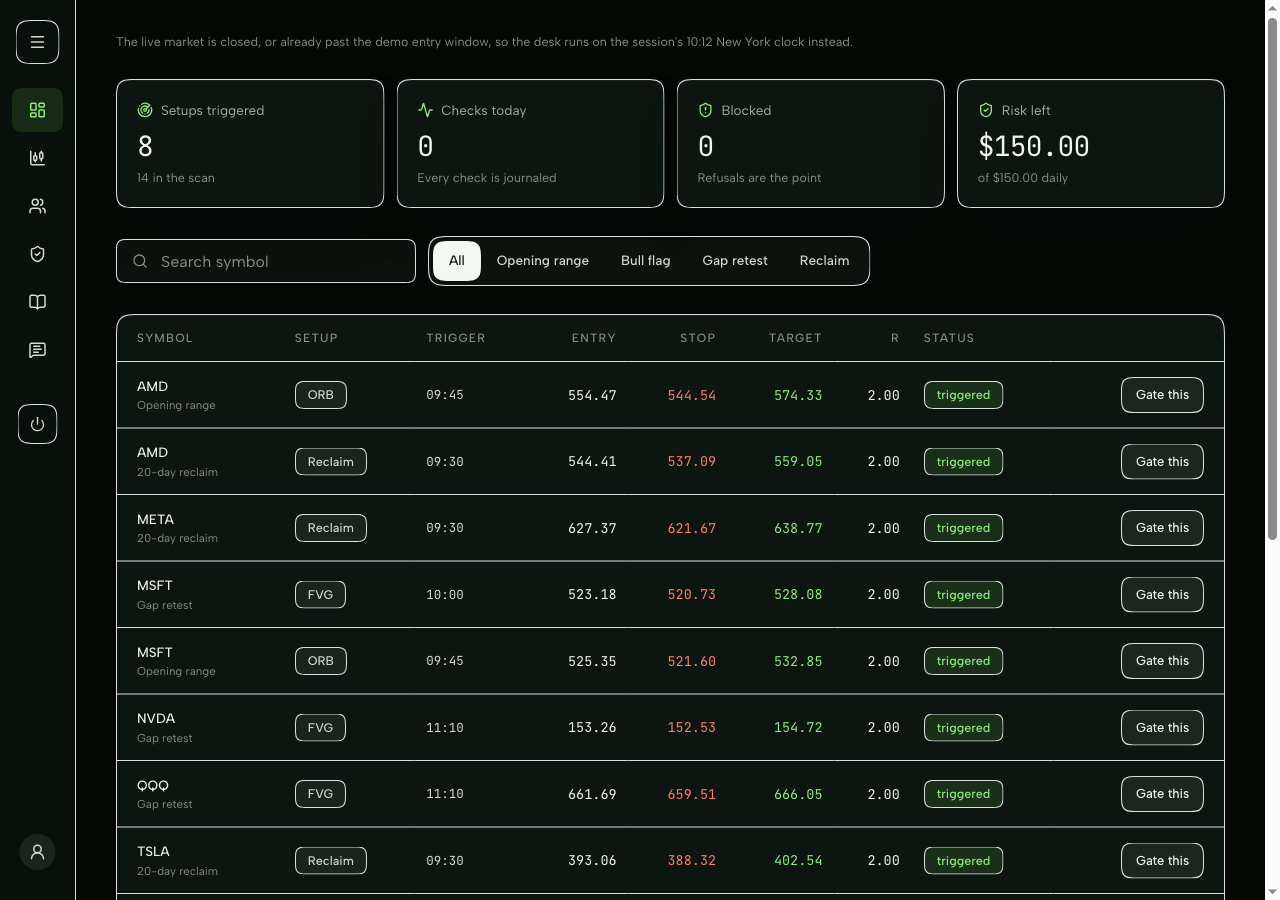 The live market is closed, or already past the demo entry window, so the desk runs on the session's 10:12 New York clock instead.
Setups triggered
8
14 in the scan
Checks today
0
Every check is journaled
Blocked
0
Refusals are the point
Risk left
$150.00
of $150.00 daily
Search symbol
All Opening range Bull flag Gap retest Reclaim
SYMBOL SETUP TRIGGER ENTRY STOP TARGET R STATUS
AMD
Opening range
ORB 09:45 554.47 544.54 574.33 2.00 triggered Gate this
AMD
20-day reclaim
Reclaim 09:30 544.41 537.09 559.05 2.00 triggered Gate this
META
20-day reclaim
Reclaim 09:30 627.37 621.67 638.77 2.00 triggered Gate this
MSFT
Gap retest
FVG 10:00 523.18 520.73 528.08 2.00 triggered Gate this
MSFT
Opening range
ORB 09:45 525.35 521.60 532.85 2.00 triggered Gate this
NVDA
Gap retest
FVG 11:10 153.26 152.53 154.72 2.00 triggered Gate this
QQQ
Gap retest
FVG 11:10 661.69 659.51 666.05 2.00 triggered Gate this
TSLA
20-day reclaim
Reclaim 09:30 393.06 388.32 402.54 2.00 triggered Gate this